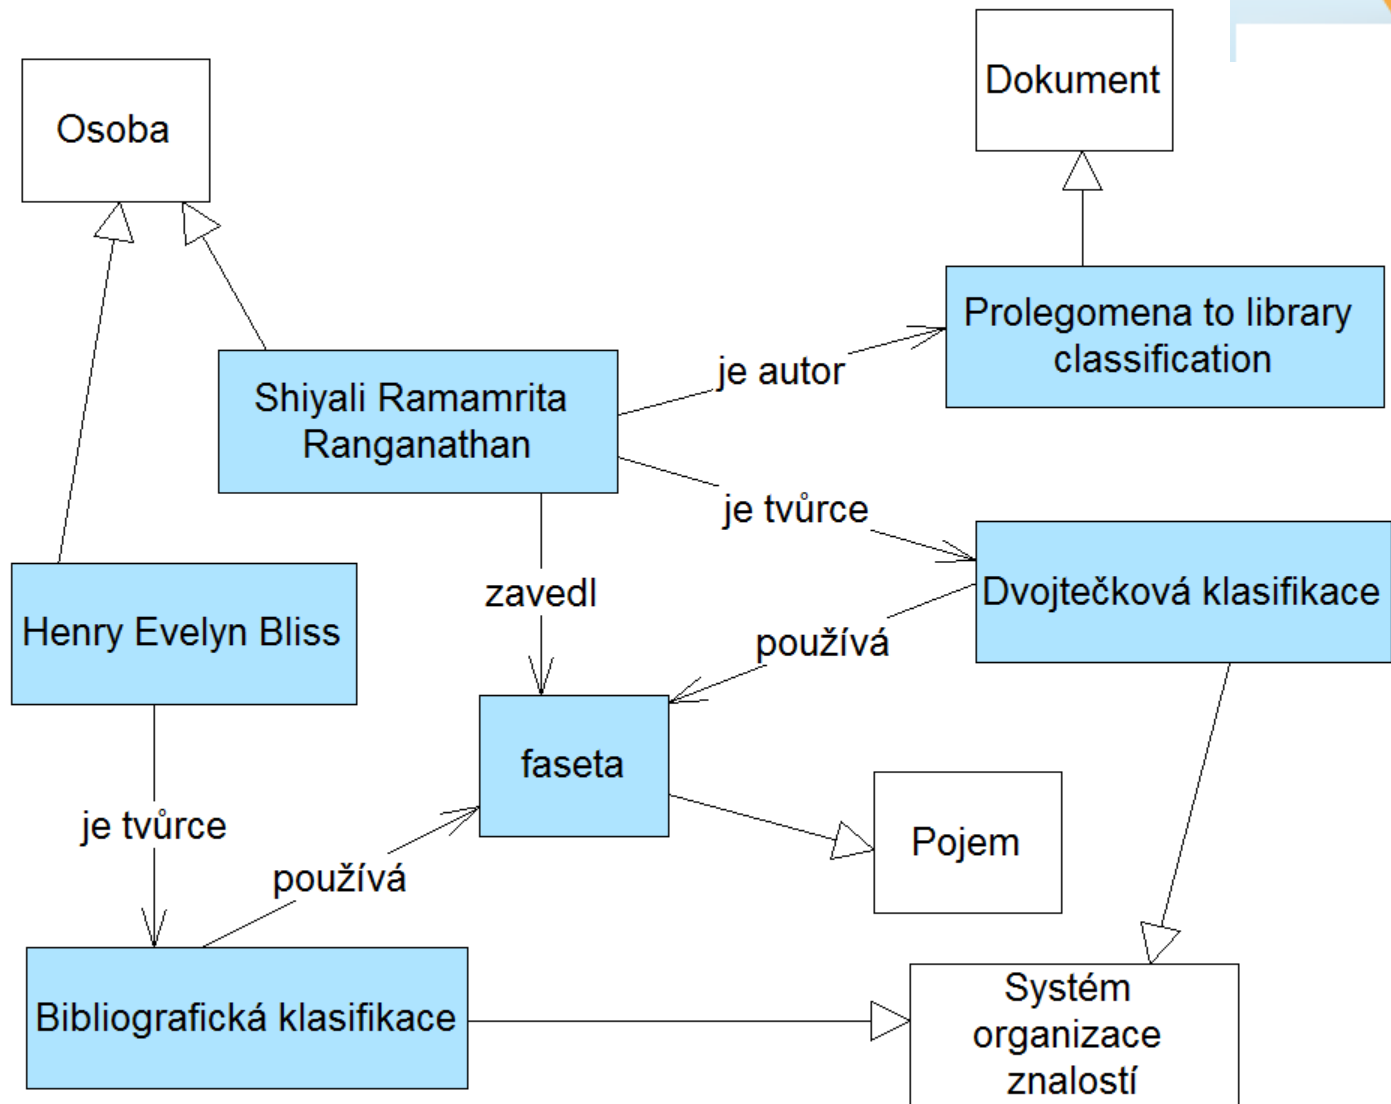 Dokument
Osoba
Prolegomena to library
classification
je autor
Shiyali Ramamrita
Ranganathan
je tvůrce
zavedl
Dvojtečková klasifikace
Henry Evelyn Bliss
používá
faseta
je tvůrce
Pojem
používá
Bibliografická klasifikace
Systém
organizace
znalostí